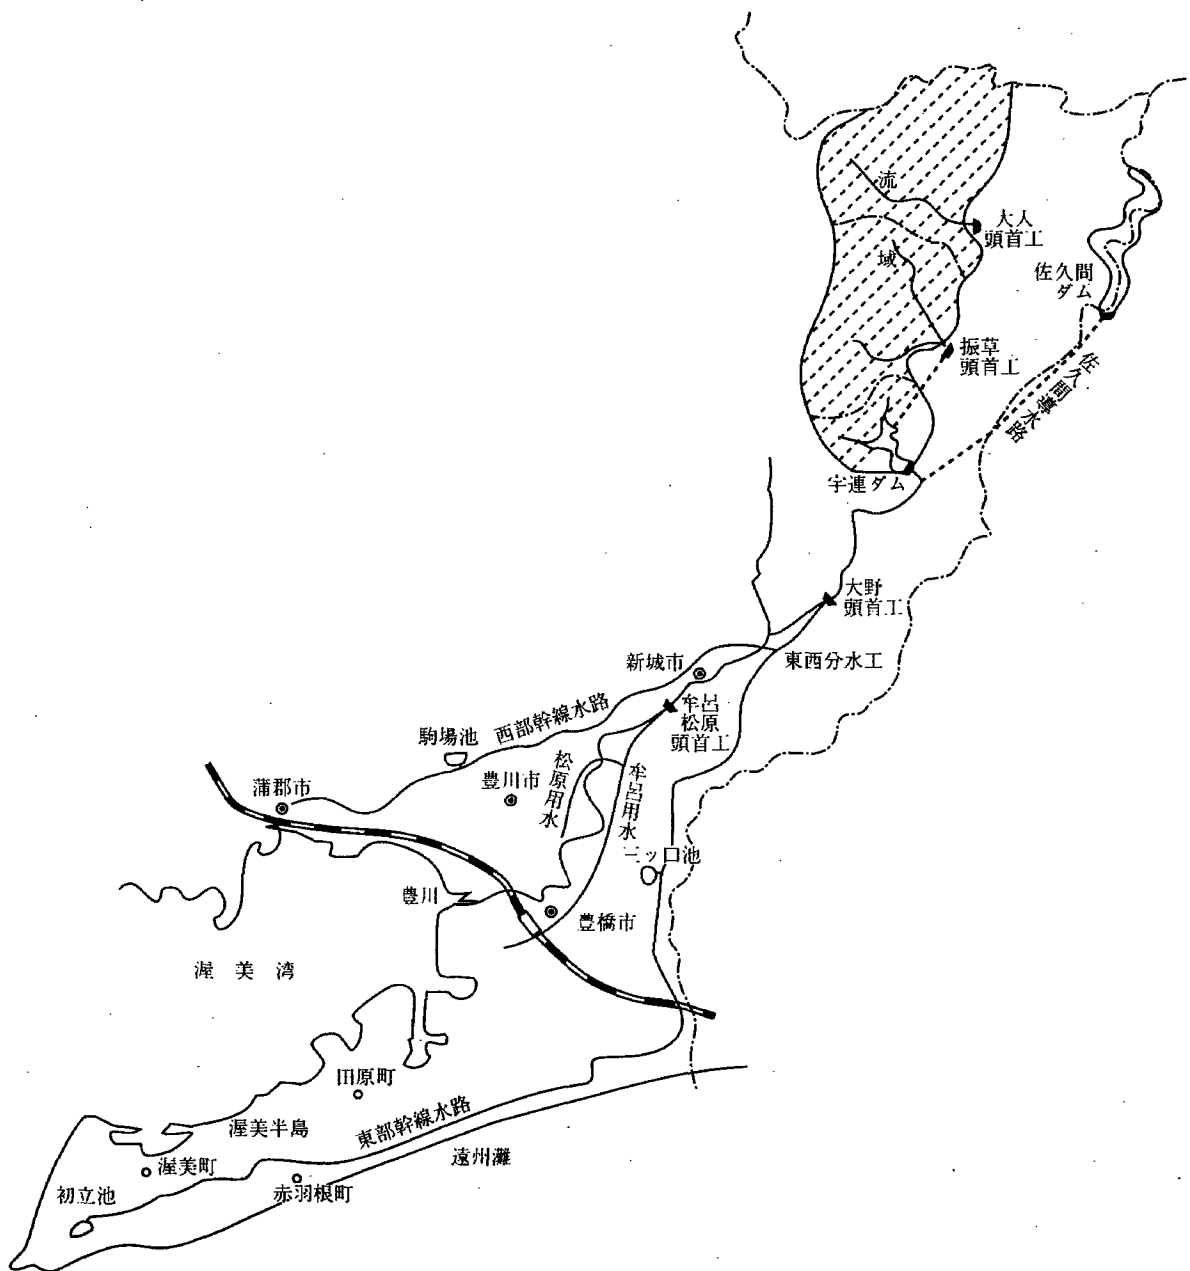 流
域
大入
頭首工
佐久間
ダム
振草
頭首工
佐久間導水路
宇連ダム
大野
頭首工
東西分水工
新城市
牟呂
松原
頭首工
西部幹線水路
駒場池
松原用水
牟呂用水
豊川市
蒲郡市
三ッ口池
豊川
豊橋市
渥美湾
田原町
渥美半島
東部幹線水路
遠州灘
渥美町
赤羽根町
初立池